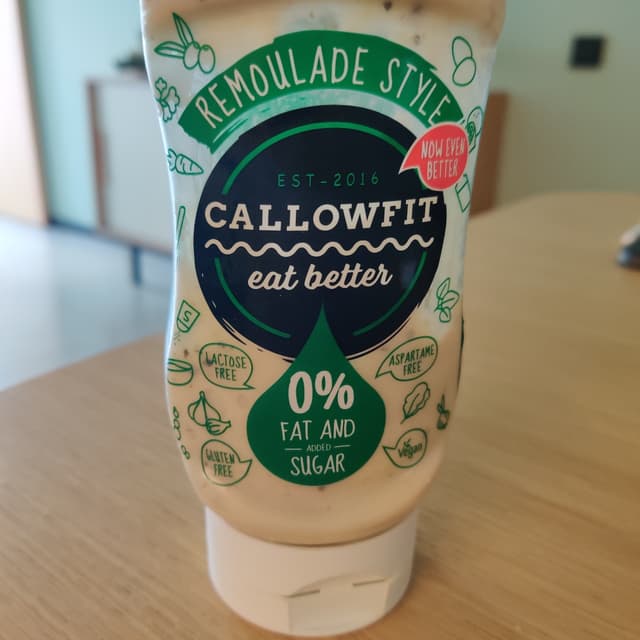 REMOULADE STYLE
NOW EVEN
BETTER
EST-2016
CALLOWFIT
eat better
LACTOSE
FREE
ASPARTAME
FREE
0%
FAT AND
ADDED
SUGAR
GLUTEN
FREE
Vegan